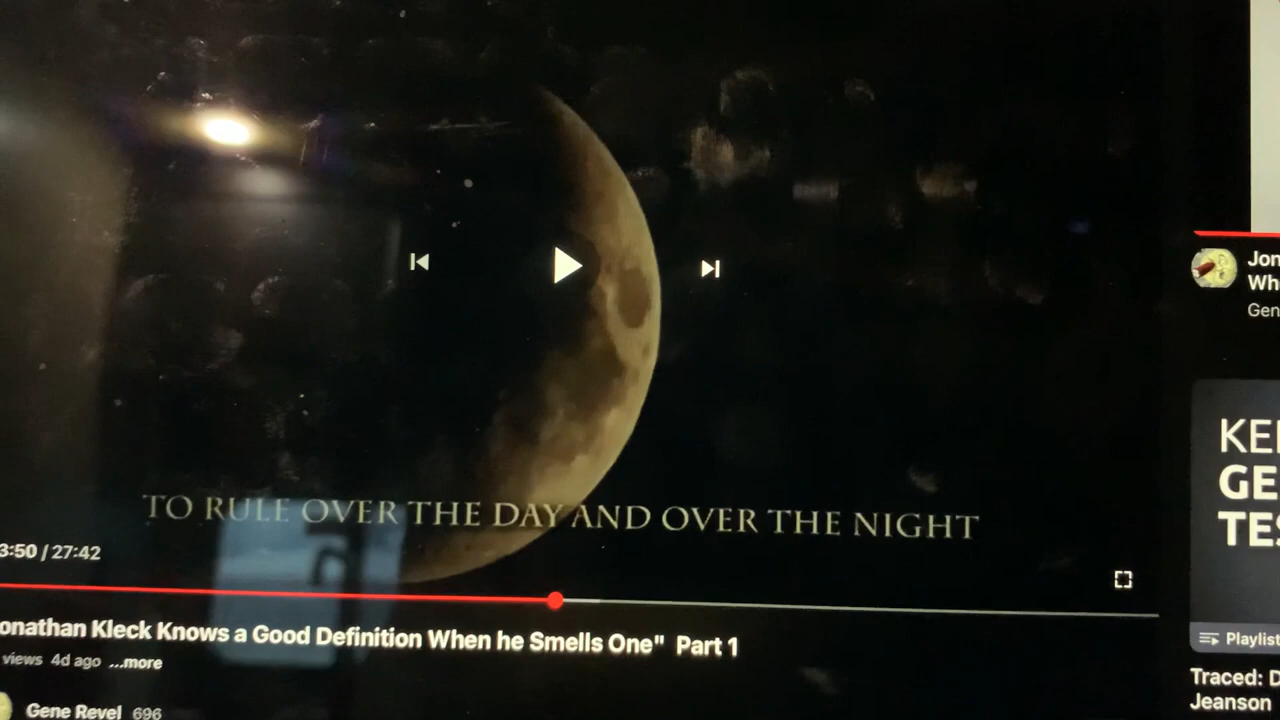 TO RULE OVER THE DAY AND OVER THE NIGHT
3:50 / 27:42
onathan Kleck Knows a Good Definition When he Smells One" Part 1
views 4d ago ...more
Gene Revel 696
Jon
Wh
Gen
KE
GE
TES
Playlist
Traced: D
Jeanson